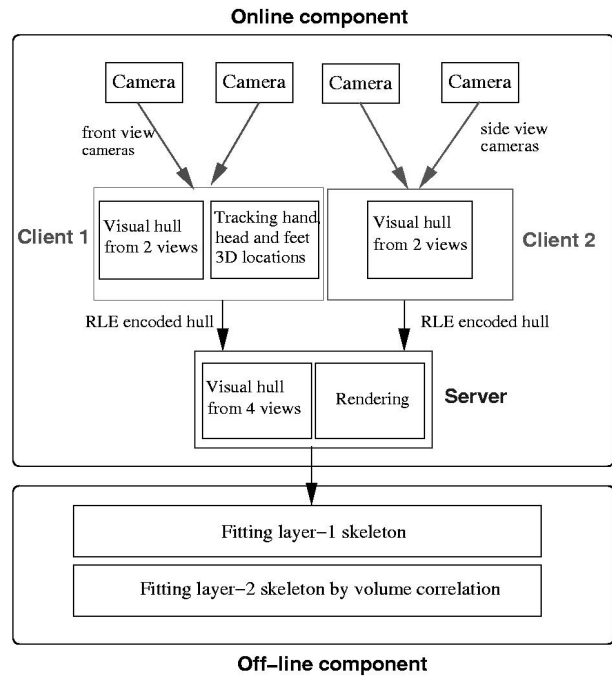 Online component
Camera
Camera
Camera
Camera
front view
cameras
side view
cameras
Client 1
Visual hull
from 2 views
Tracking hand,
head and feet
3D locations
Visual hull
from 2 views
Client 2
RLE encoded hull
RLE encoded hull
Visual hull
from 4 views
Rendering
Server
Fitting layer−1 skeleton
Fitting layer−2 skeleton by volume correlation
Off−line component